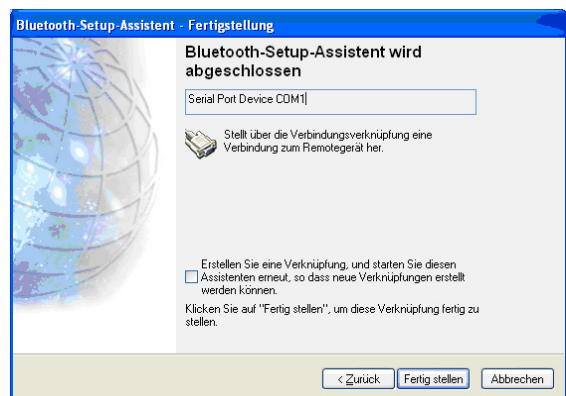 Bluetooth-Setup-Assistent - Fertigstellung
Bluetooth-Setup-Assistent wird
abgeschlossen
Serial Port Device COM1
Stellt über die Verbindungsverknüpfung eine
Verbindung zum Remotegerät her.
Erstellen Sie eine Verknüpfung, und starten Sie diesen
Assistenten erneut, so dass neue Verknüpfungen erstellt
werden können.
Klicken Sie auf "Fertig stellen", um diese Verknüpfung fertig zu
stellen.
< Zurück Fertig stellen Abbrechen